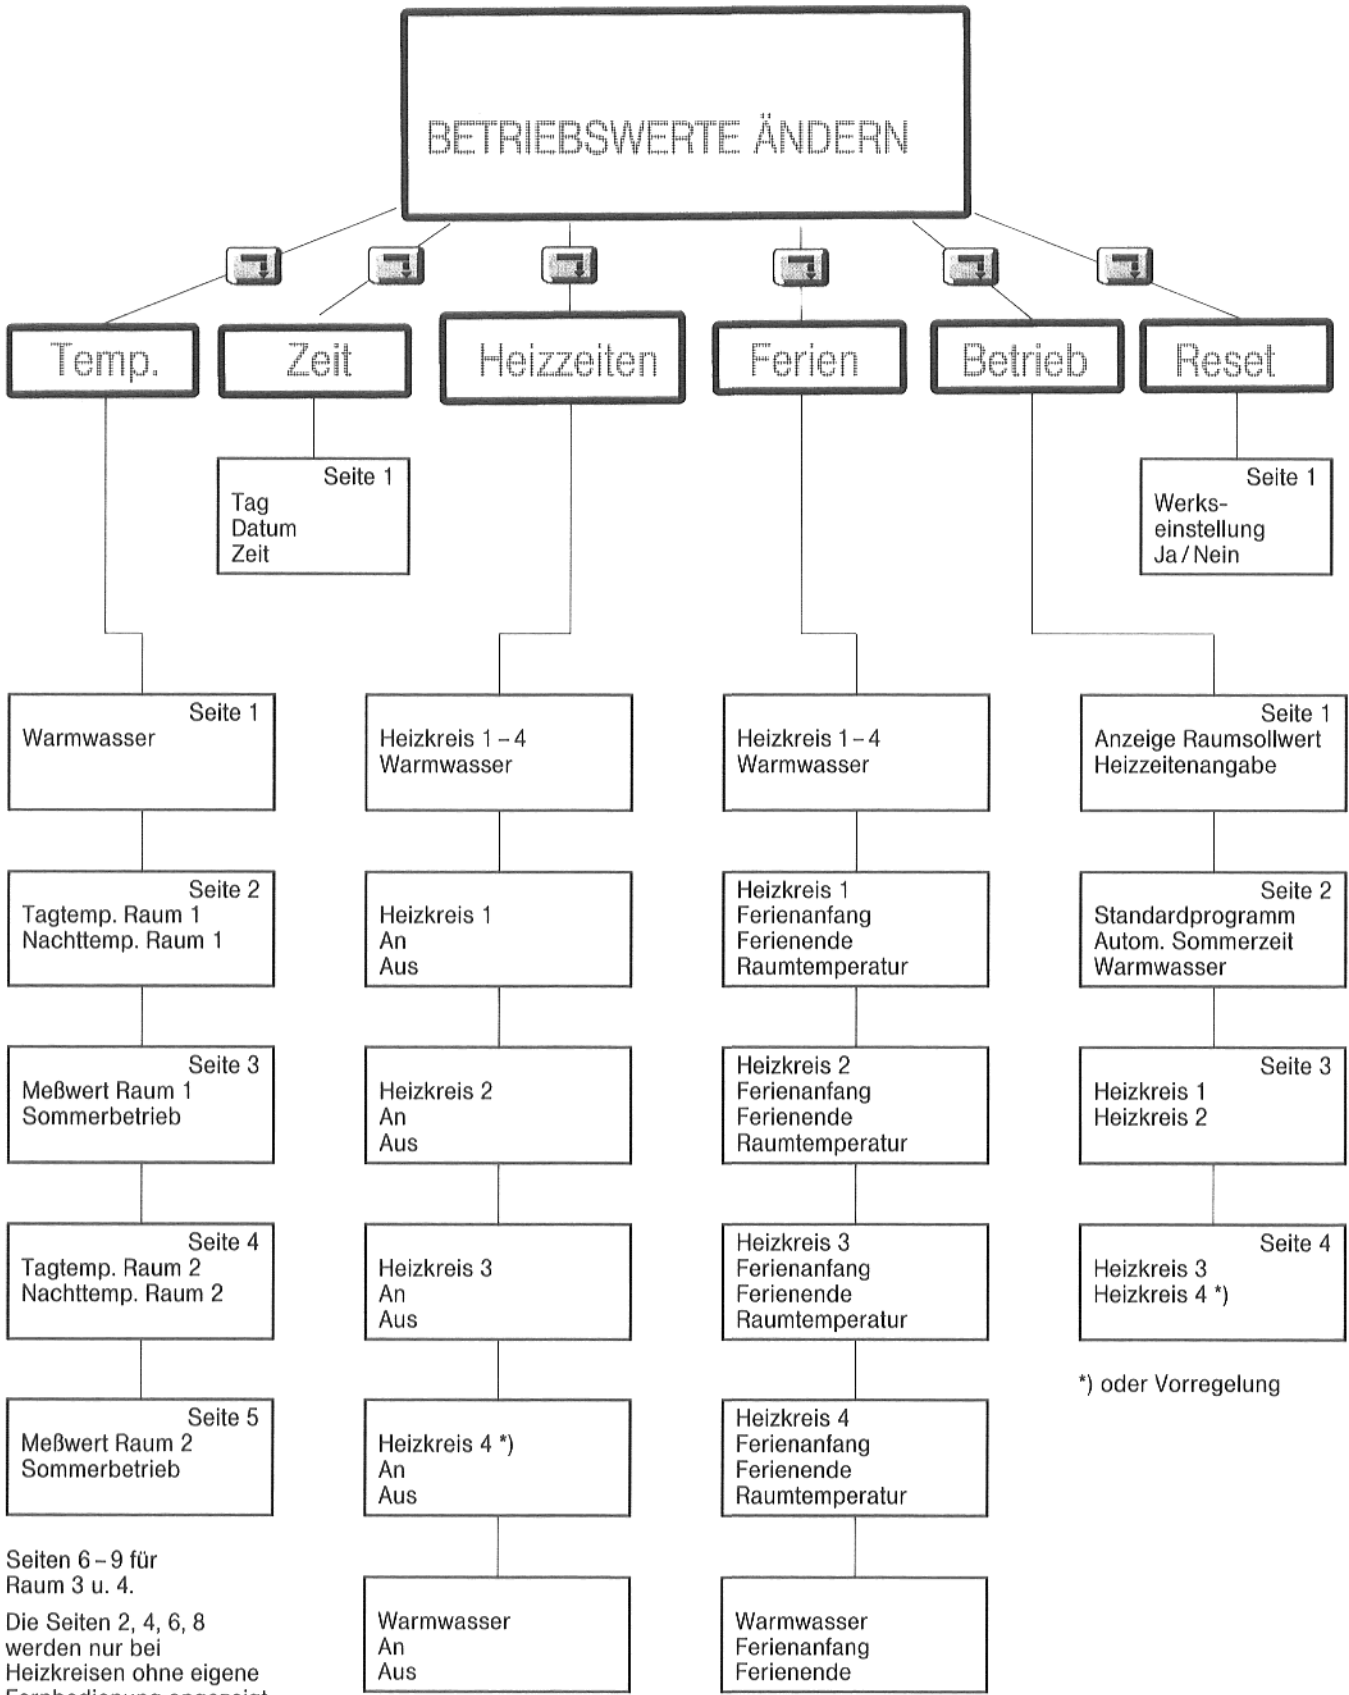 BETRIEBSWERTE ÄNDERN
Temp.
Zeit
Heizzeiten
Ferien
Betrieb
Reset
Seite 1
Tag
Datum
Zeit
Seite 1
Werks-
einstellung
Ja / Nein
Seite 1
Warmwasser
Seite 2
Tagtemp. Raum 1
Nachttemp. Raum 1
Seite 3
Meßwert Raum 1
Sommerbetrieb
Seite 4
Tagtemp. Raum 2
Nachttemp. Raum 2
Seite 5
Meßwert Raum 2
Sommerbetrieb
Seiten 6 – 9 für
Raum 3 u. 4.
Die Seiten 2, 4, 6, 8
werden nur bei
Heizkreisen ohne eigene
Fernbedienung angezeigt
Heizkreis 1 – 4
Warmwasser
Heizkreis 1
An
Aus
Heizkreis 2
An
Aus
Heizkreis 3
An
Aus
Heizkreis 4 *)
An
Aus
Warmwasser
An
Aus
Heizkreis 1 – 4
Warmwasser
Heizkreis 1
Ferienanfang
Ferienende
Raumtemperatur
Heizkreis 2
Ferienanfang
Ferienende
Raumtemperatur
Heizkreis 3
Ferienanfang
Ferienende
Raumtemperatur
Heizkreis 4
Ferienanfang
Ferienende
Raumtemperatur
Warmwasser
Ferienanfang
Ferienende
Seite 1
Anzeige Raumsollwert
Heizzeitenangabe
Seite 2
Standardprogramm
Autom. Sommerzeit
Warmwasser
Seite 3
Heizkreis 1
Heizkreis 2
Seite 4
Heizkreis 3
Heizkreis 4 *)
*) oder Vorregelung